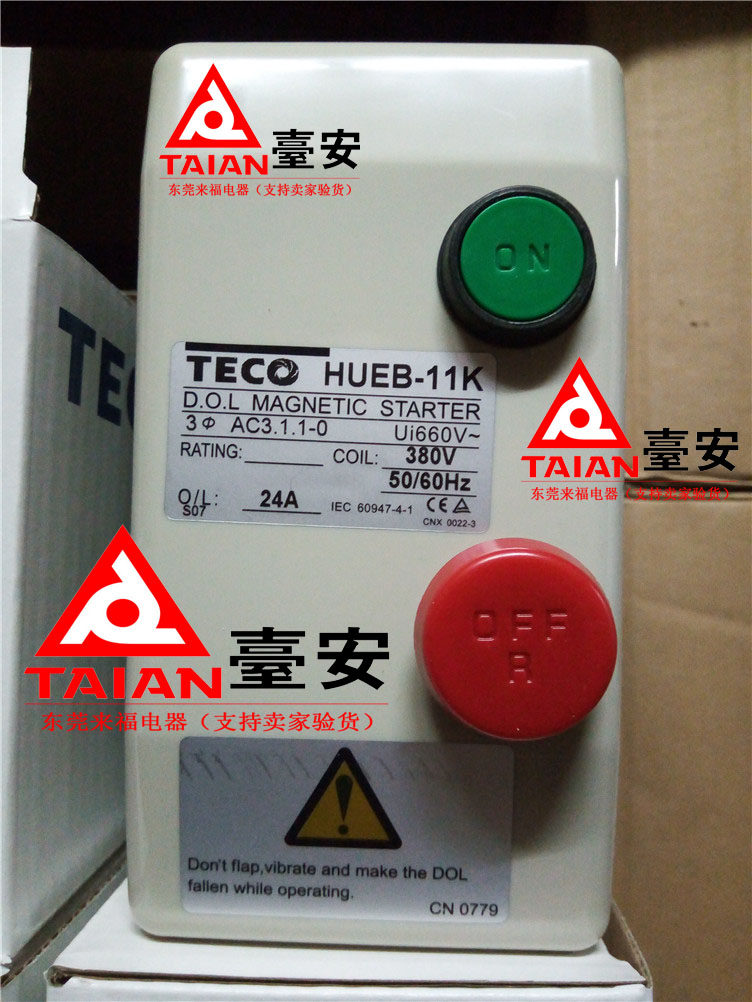 TAIAN臺安
东莞来福电器（支持卖家验货）
ON
TECO
TECO HUEB-11K
D.O.L MAGNETIC STARTER
3Φ AC3.1.1-0 Ui660V~
RATING: COIL: 380V
50/60Hz
O/L: 24A IEC 60947-4-1 CE
S07 CNX 0022-3
TAIAN臺安
东莞来福电器（支持卖家验货）
OFF
R
TAIAN臺安
东莞来福电器（支持卖家验货）
Don't flap,vibrate and make the DOL
fallen while operating.
CN 0779